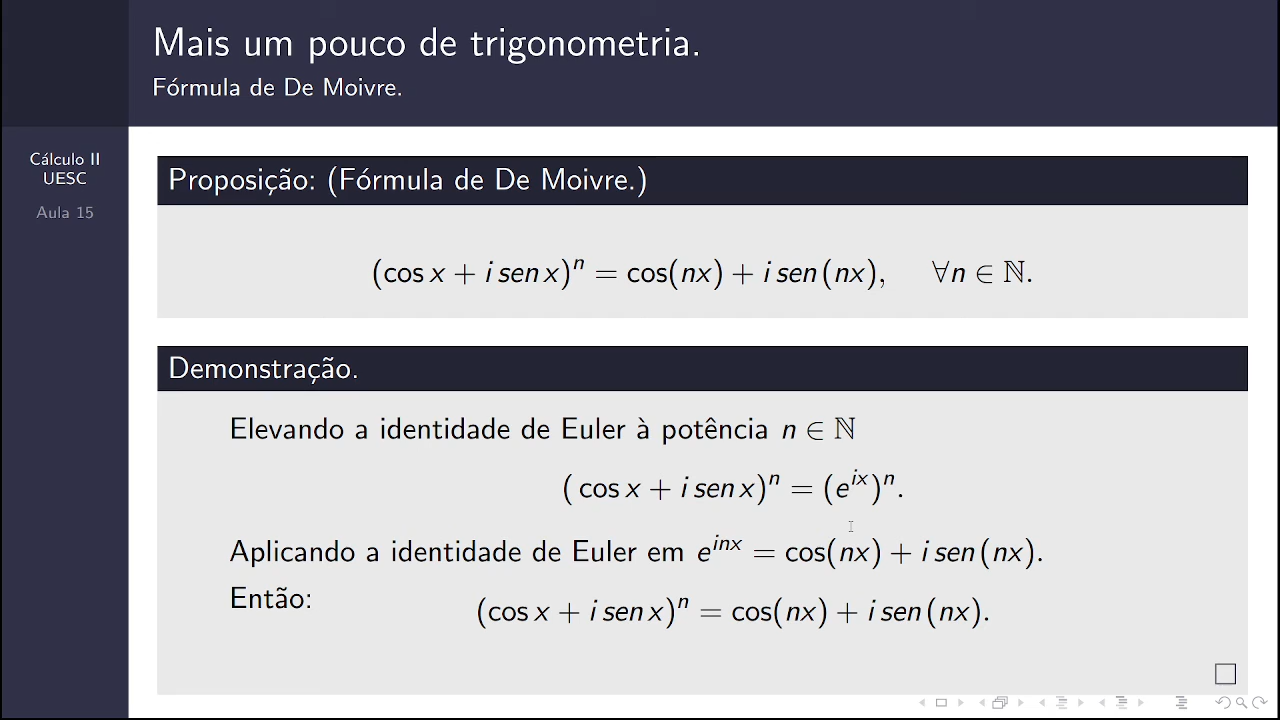 Mais um pouco de trigonometria.
Fórmula de De Moivre.
Cálculo II
UESC
Aula 15
Proposição: (Fórmula de De Moivre.)
(cos x + i sen x)ⁿ = cos(nx) + i sen (nx), ∀n ∈ ℕ.
Demonstração.
Elevando a identidade de Euler à potência n ∈ ℕ
( cos x + i sen x)ⁿ = (e^{ix})ⁿ.
Aplicando a identidade de Euler em e^{inx} = cos(nx) + i sen (nx).
Então:
(cos x + i sen x)ⁿ = cos(nx) + i sen (nx).